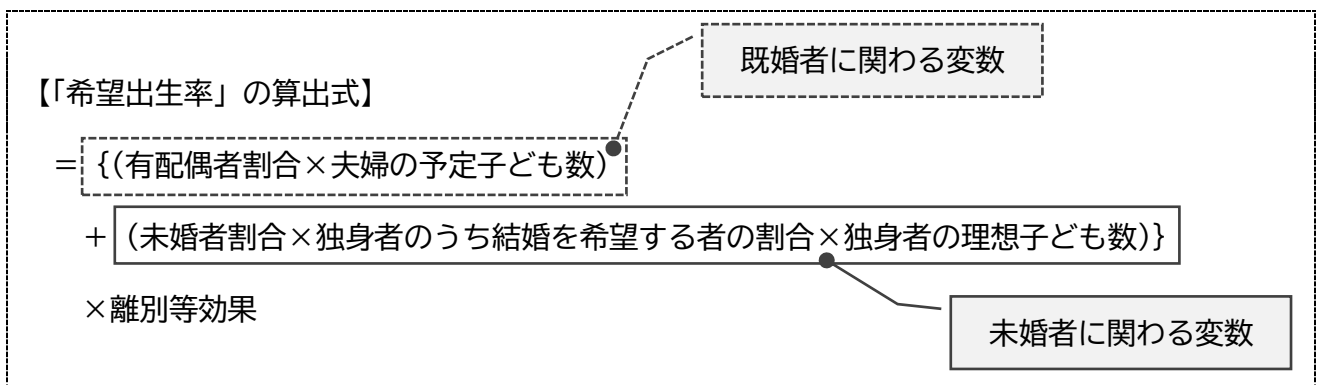 既婚者に関わる変数
【「希望出生率」の算出式】
＝{(有配偶者割合×夫婦の予定子ども数)
＋(未婚者割合×独身者のうち結婚を希望する者の割合×独身者の理想子ども数)}
×離別等効果
未婚者に関わる変数